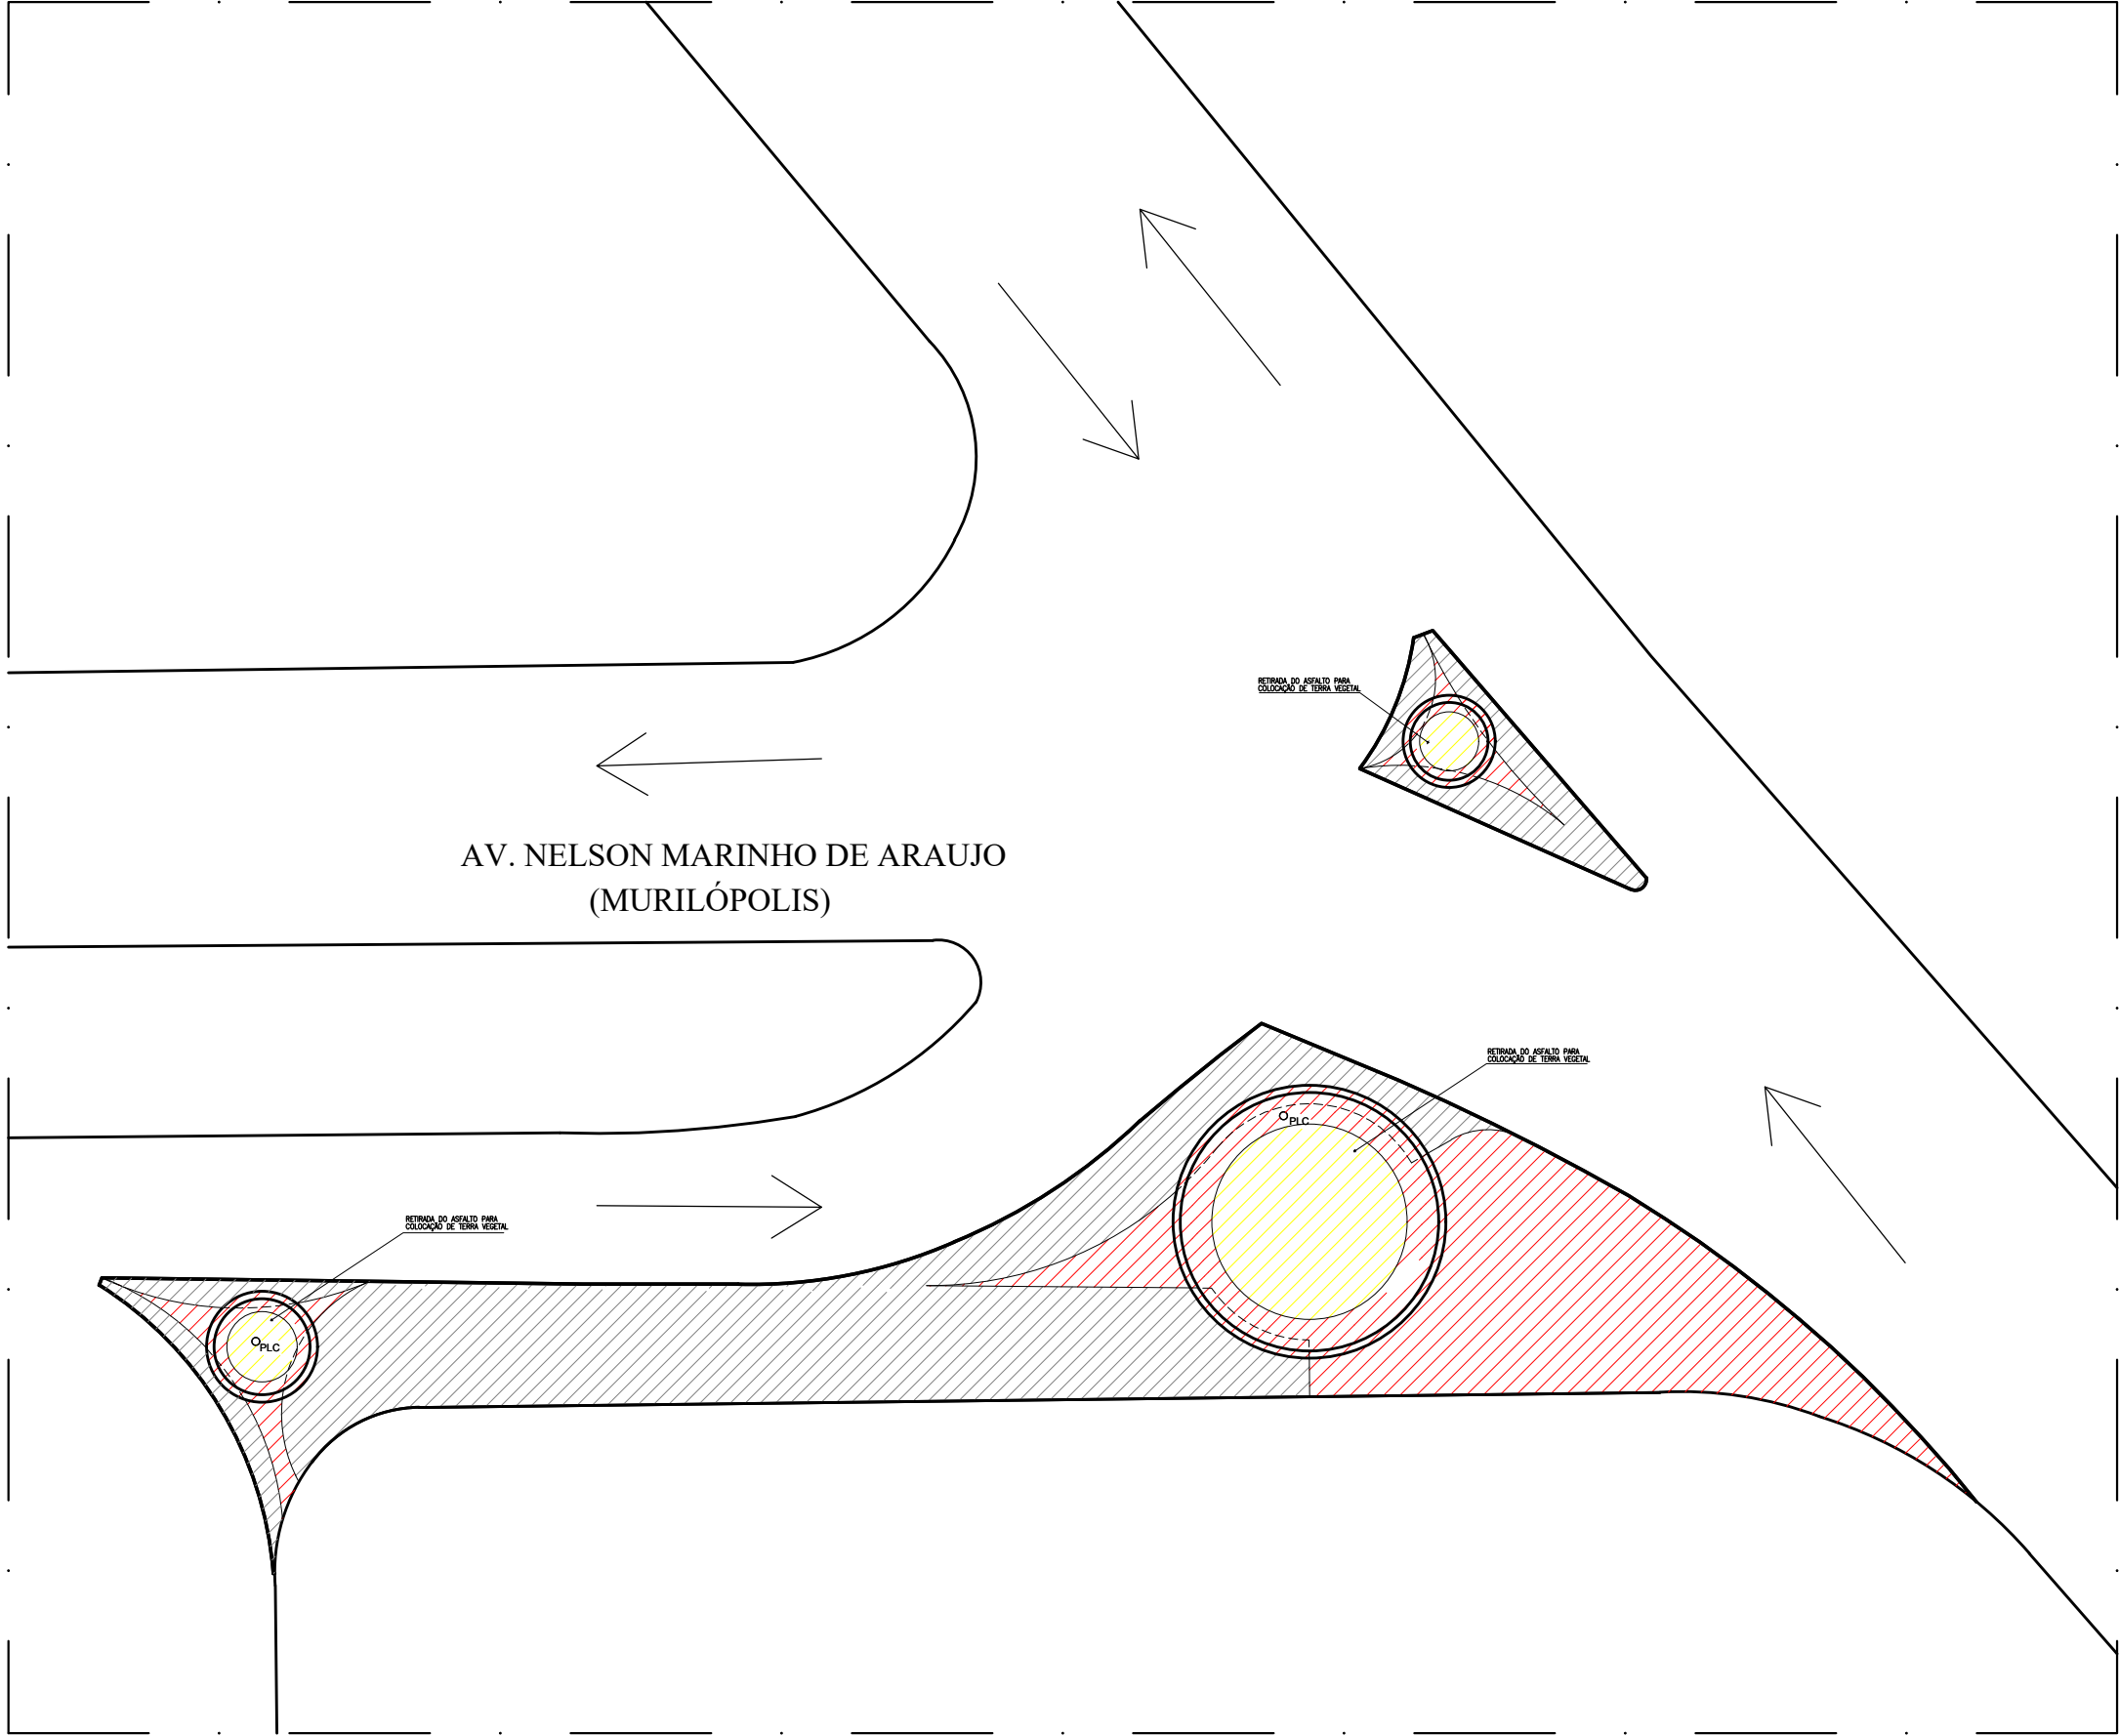 RETIRADA DO ASFALTO PARA
COLOCAÇÃO DE TERRA VEGETAL
AV. NELSON MARINHO DE ARAUJO
(MURILÓPOLIS)
RETIRADA DO ASFALTO PARA
COLOCAÇÃO DE TERRA VEGETAL
PLC
RETIRADA DO ASFALTO PARA
COLOCAÇÃO DE TERRA VEGETAL
PLC